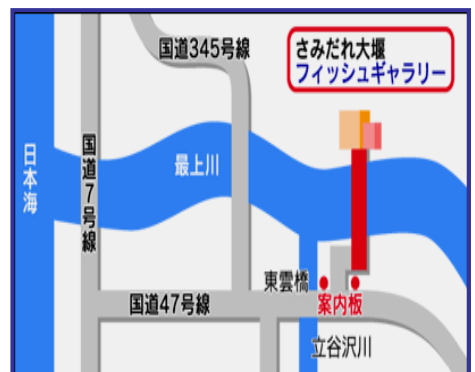 国道345号線
さみだれ大堰
フィッシュギャラリー
日本海
国道7号線
最上川
東雲橋
国道47号線
案内板
立谷沢川